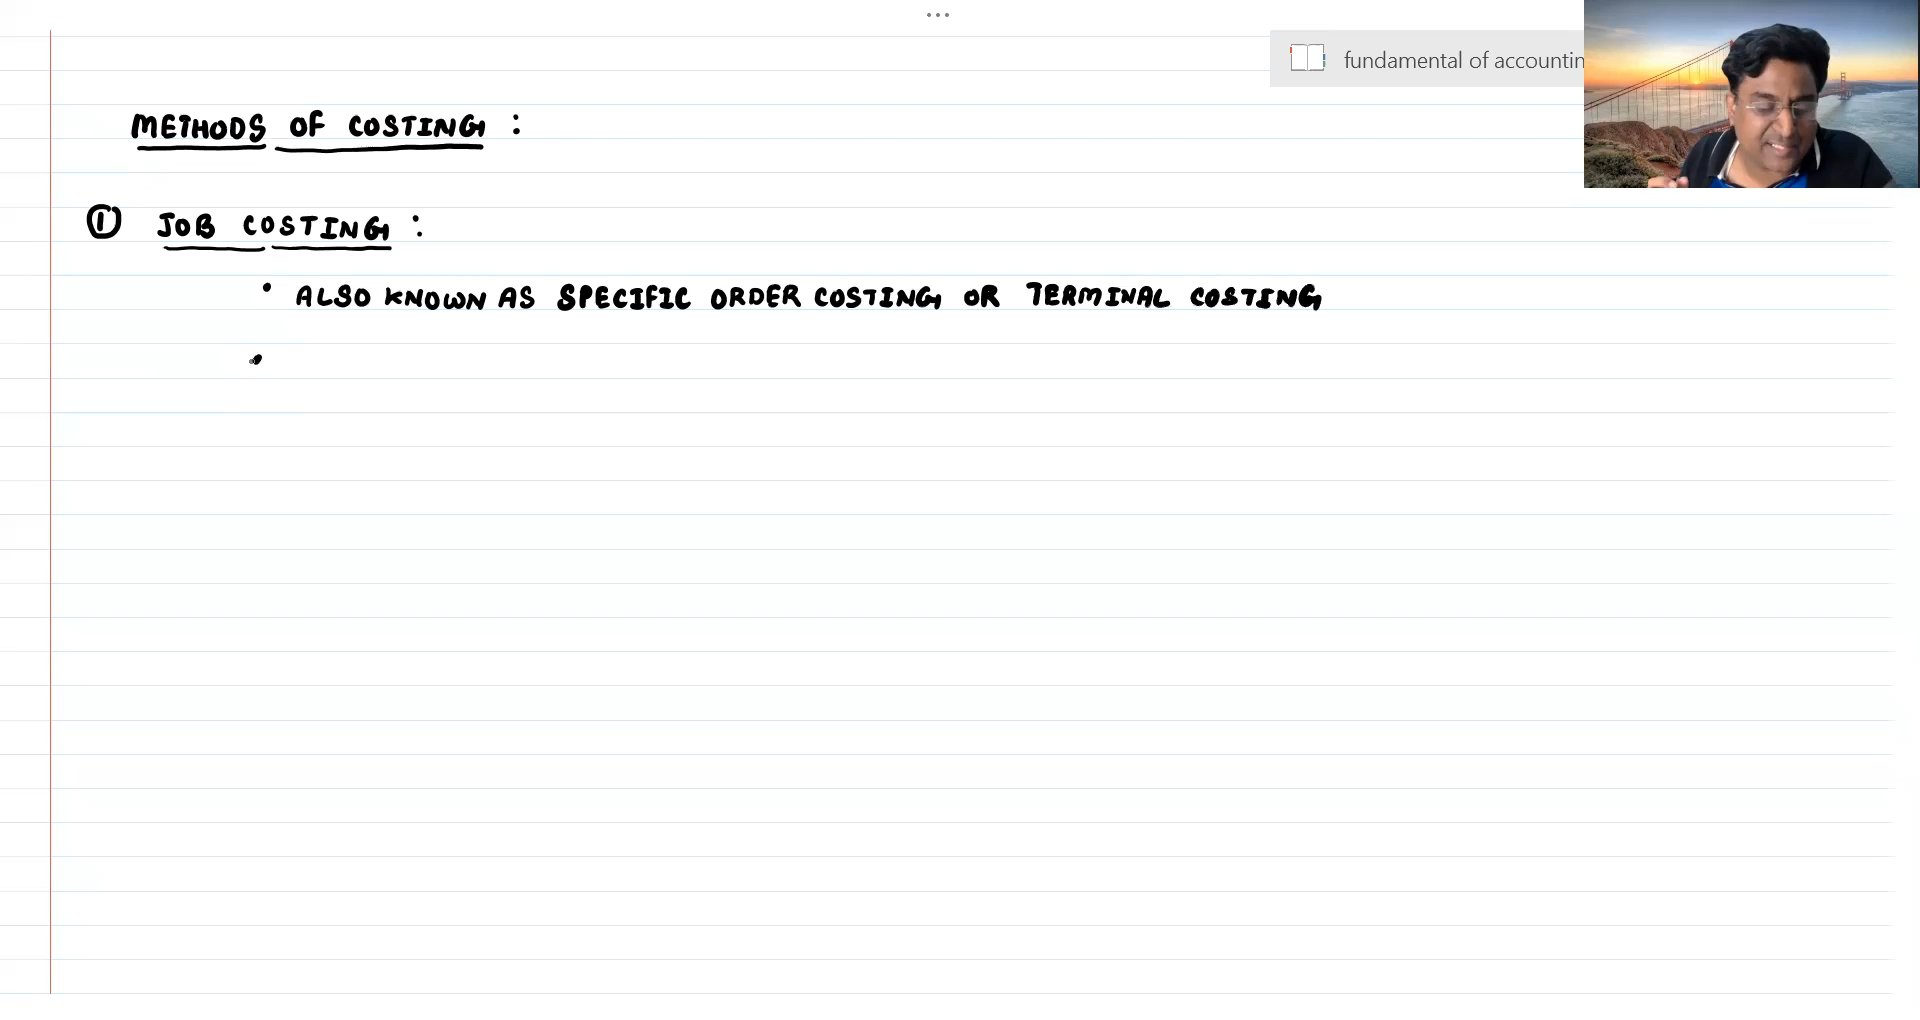 fundamental of accountin
METHODS OF COSTING :
① JOB COSTING :
• ALSO KNOWN AS SPECIFIC ORDER COSTING OR TERMINAL COSTING
•